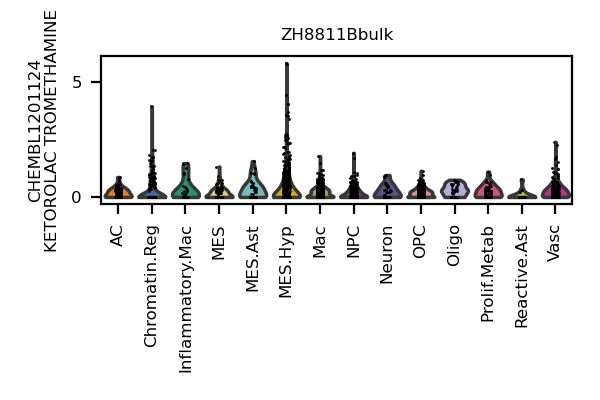 ZH8811Bbulk
CHEMBL1201124
KETOROLAC TROMETHAMINE
5
0
AC
Chromatin.Reg
Inflammatory.Mac
MES
MES.Ast
MES.Hyp
Mac
NPC
Neuron
OPC
Oligo
Prolif.Metab
Reactive.Ast
Vasc